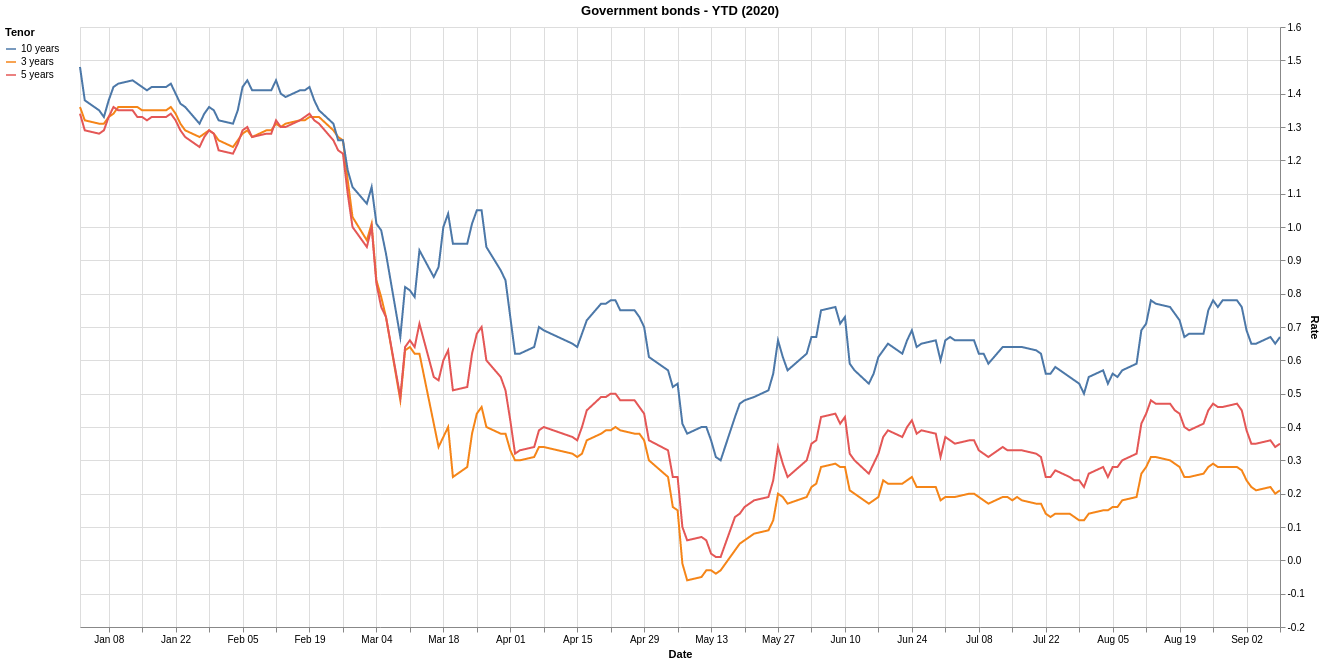 Government bonds - YTD (2020)
Tenor
10 years
3 years
5 years
1.6
1.5
1.4
1.3
1.2
1.1
1.0
0.9
0.8
0.7
0.6
0.5
0.4
0.3
0.2
0.1
0.0
-0.1
-0.2
Rate
Jan 08 Jan 22 Feb 05 Feb 19 Mar 04 Mar 18 Apr 01 Apr 15 Apr 29 May 13 May 27 Jun 10 Jun 24 Jul 08 Jul 22 Aug 05 Aug 19 Sep 02
Date